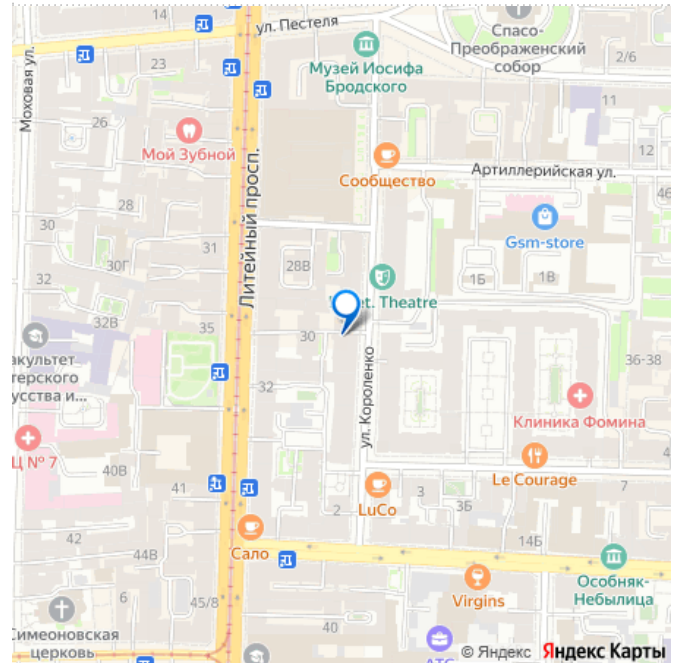 14
ул. Пестеля
Спасо-
Преображенский
собор
2/6
Моховая ул.
23
Музей Иосифа
Бродского
11
26
Мой Зубной
12
Сообщество
Артиллерийская ул.
Литейный просп.
28
30
31
Gsm-store
28В
1Б
1В
30Г
32
et. Theatre
32В
35
30
36-38
акультет
терского
усства и...
32
ул. Короленко
Клиника Фомина
Ц № 7
40В
41
Le Courage
3
7
LuCo
3Б
2
42
Сало
14Б
44В
Особняк-
Небылица
6
45/8
Virgins
Симеоновская
церковь
40
АТС
© Яндекс Яндекс Карты